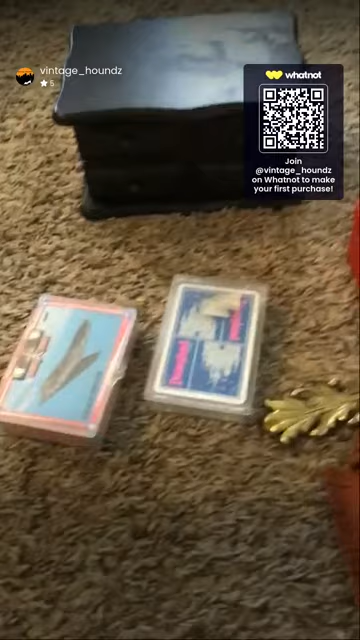 vintage_houndz
★5
whatnot
Join
@vintage_houndz
on Whatnot to make
your first purchase!